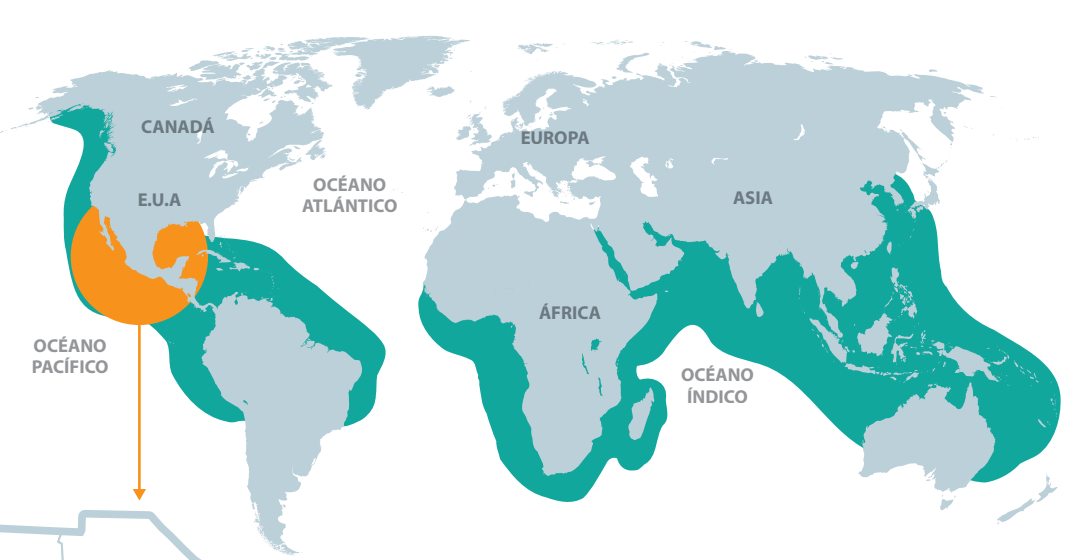 CANADÁ
EUROPA
OCÉANO
ATLÁNTICO
E.U.A
ASIA
ÁFRICA
OCÉANO
PACÍFICO
OCÉANO
ÍNDICO